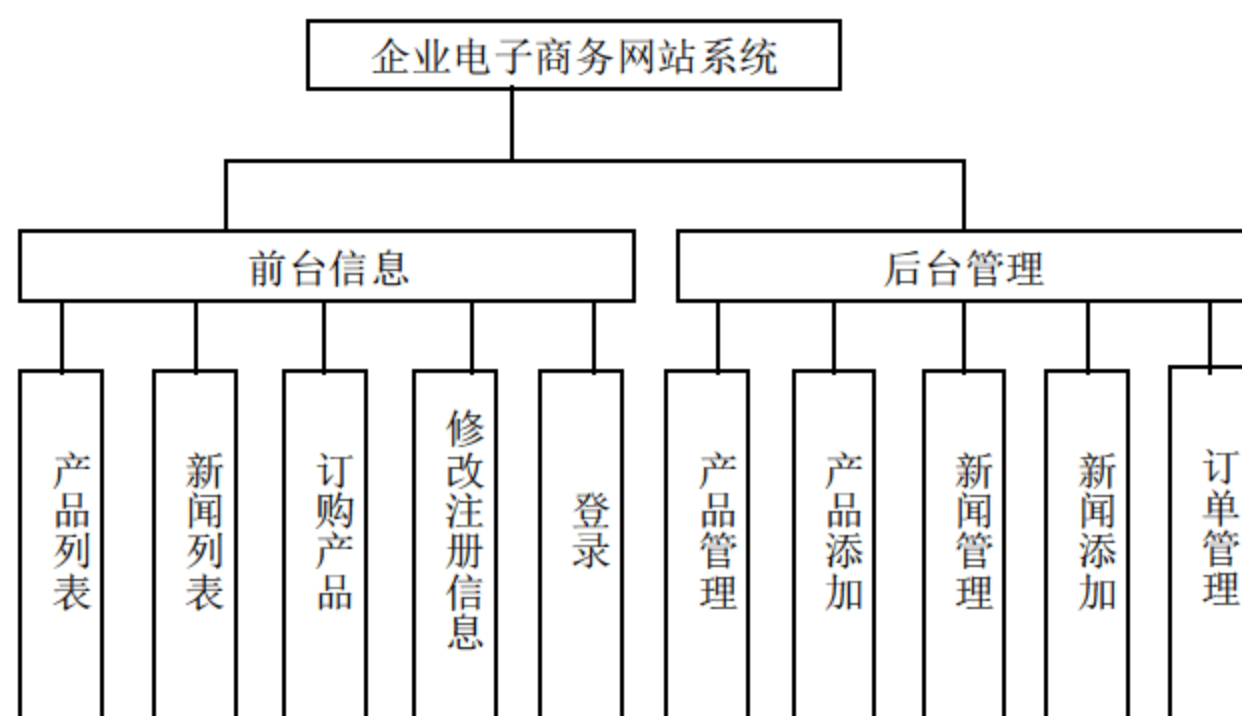 企业电子商务网站系统
前台信息
后台管理
产品列表
新闻列表
订购产品
修改注册信息
登录
产品管理
产品添加
新闻管理
新闻添加
订单管理